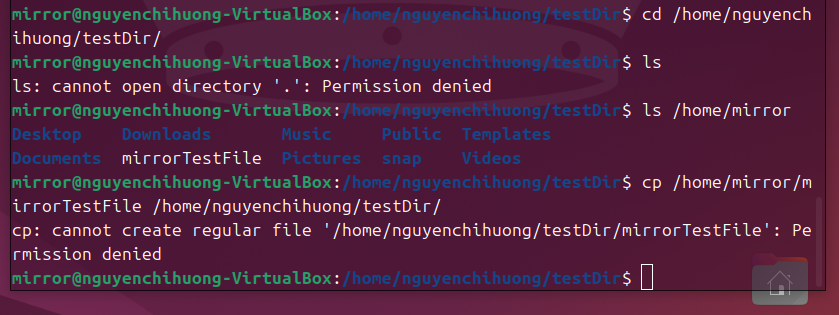 mirror@nguyenchihuong-VirtualBox:/home/nguyenchihuong/testDir$ cd /home/nguyench
ihuong/testDir/
mirror@nguyenchihuong-VirtualBox:/home/nguyenchihuong/testDir$ ls
ls: cannot open directory '.': Permission denied
mirror@nguyenchihuong-VirtualBox:/home/nguyenchihuong/testDir$ ls /home/mirror
Desktop Downloads Music Public Templates
Documents mirrorTestFile Pictures snap Videos
mirror@nguyenchihuong-VirtualBox:/home/nguyenchihuong/testDir$ cp /home/mirror/m
irrorTestFile /home/nguyenchihuong/testDir/
cp: cannot create regular file '/home/nguyenchihuong/testDir/mirrorTestFile': Pe
rmission denied
mirror@nguyenchihuong-VirtualBox:/home/nguyenchihuong/testDir$